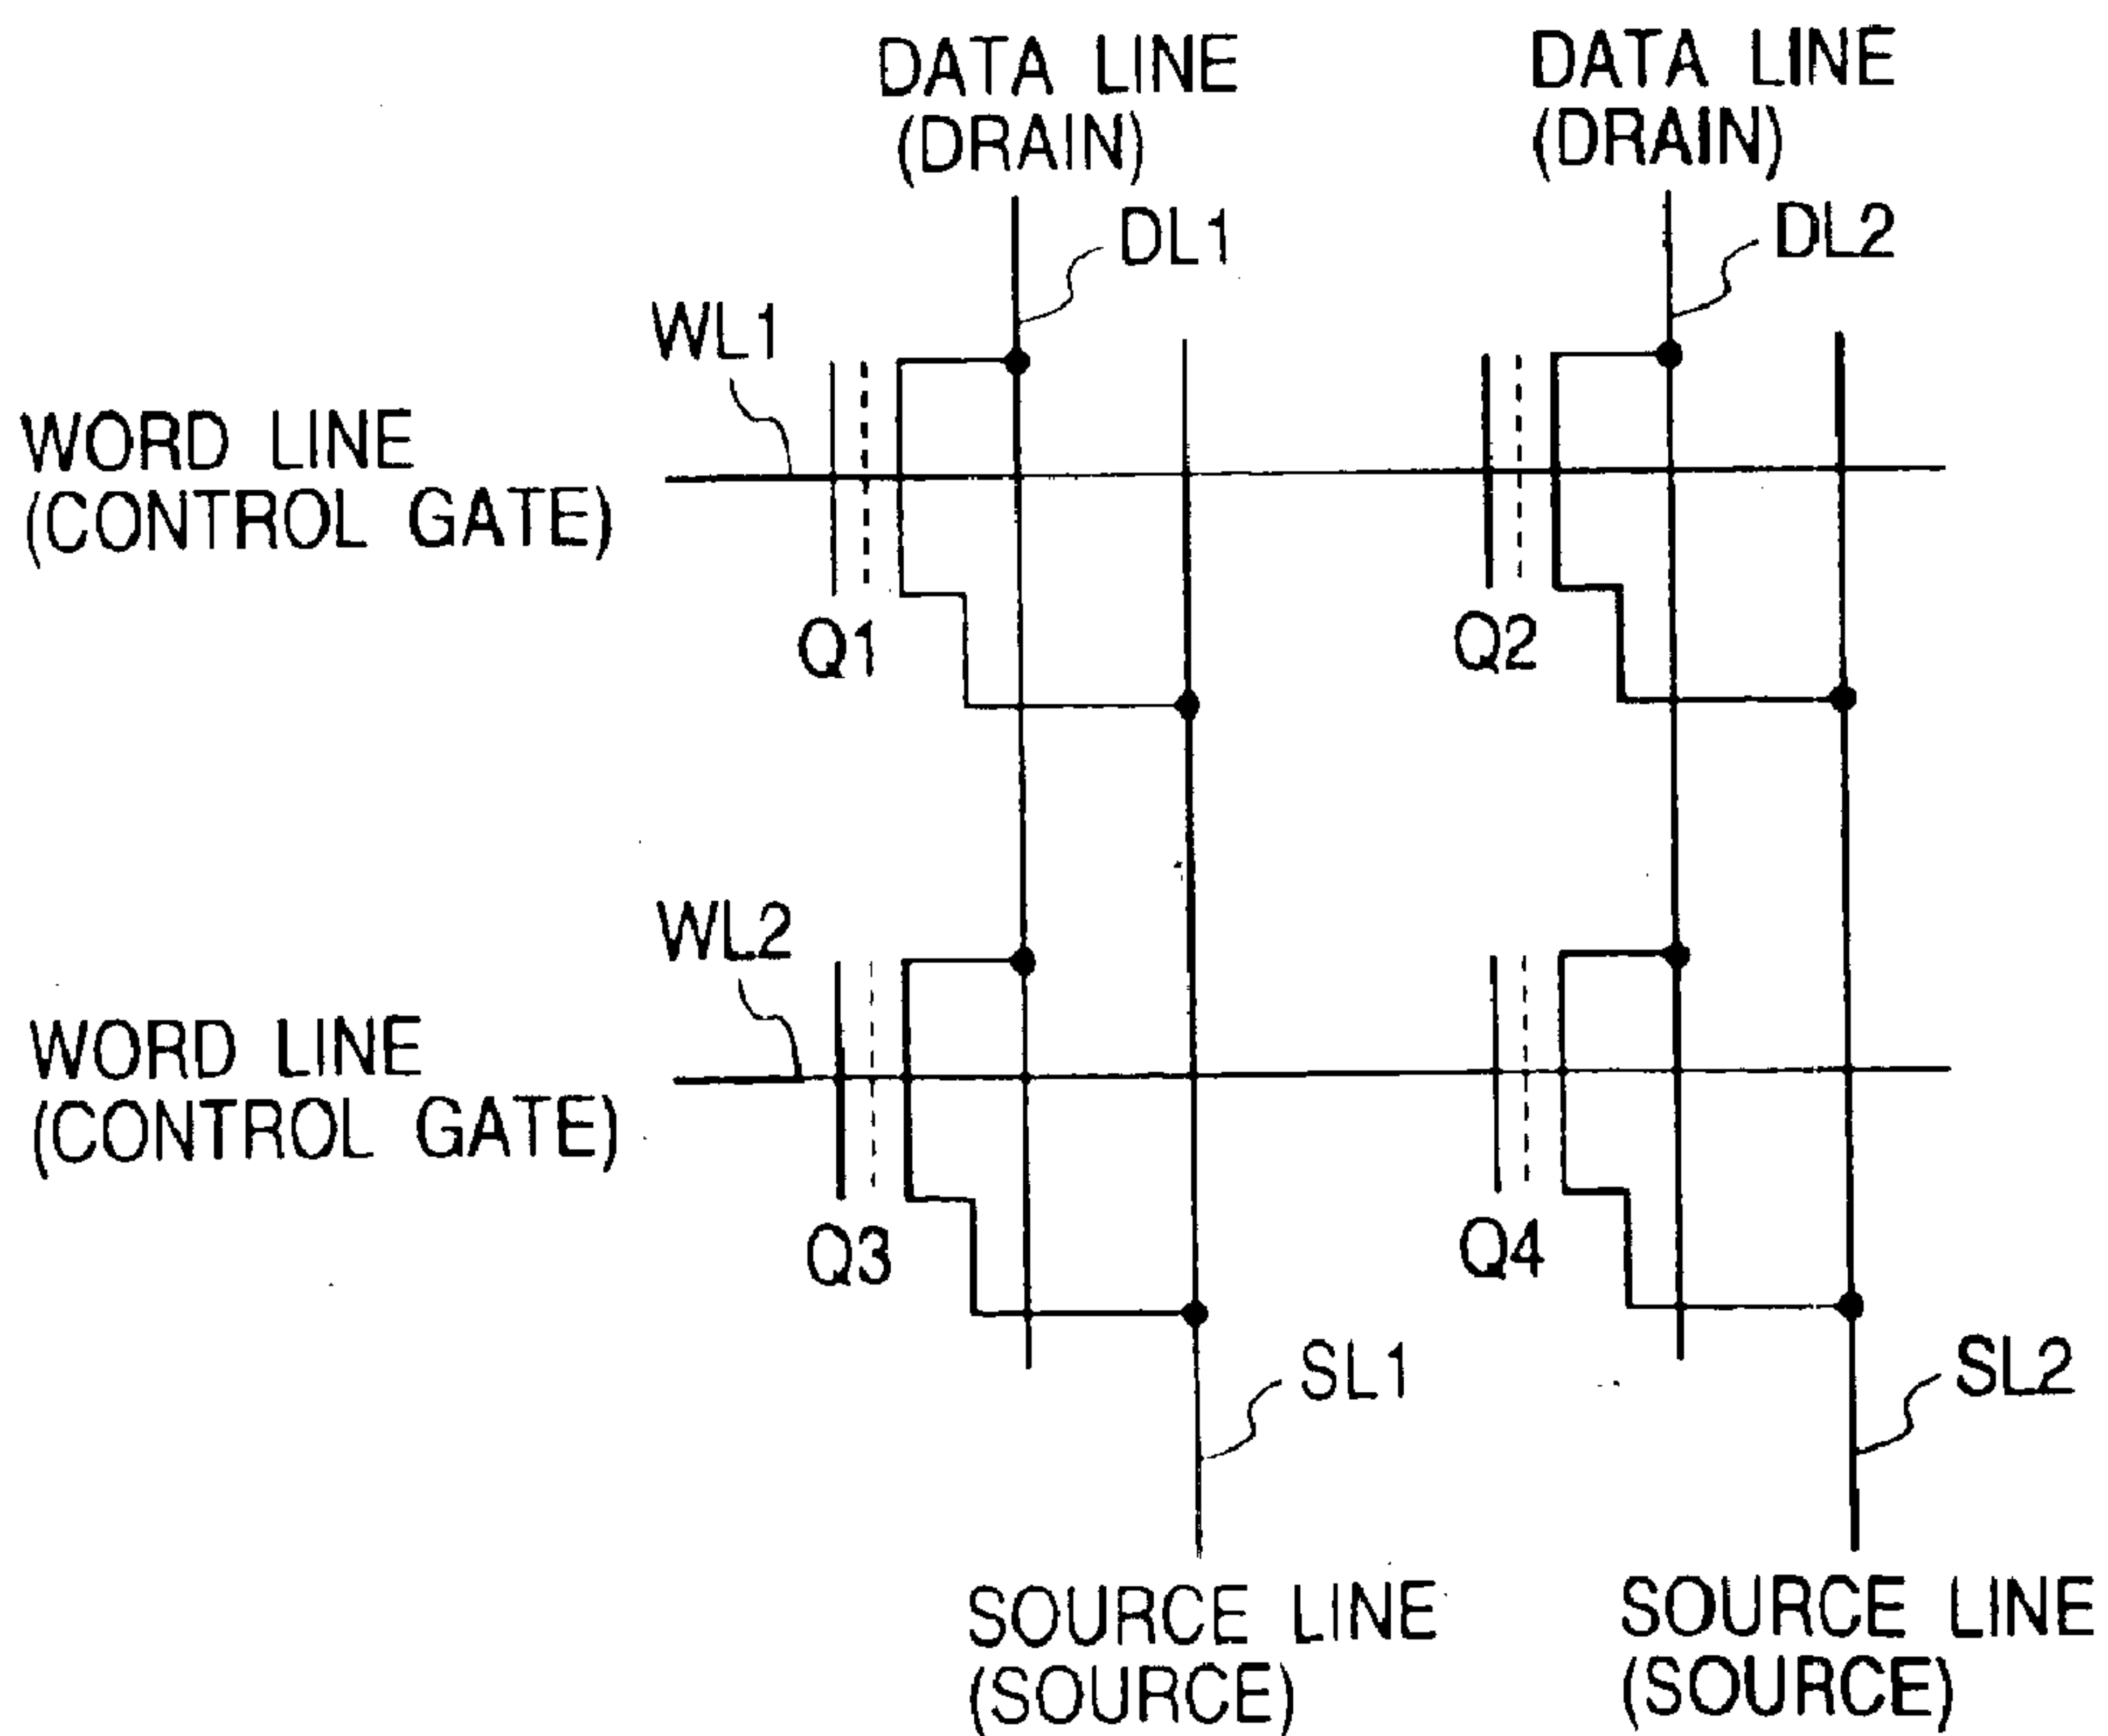 DATA LINE
(DRAIN)
DATA LINE
(DRAIN)
DL1
DL2
WL1
WORD LINE
(CONTROL GATE)
Q1
Q2
WL2
WORD LINE
(CONTROL GATE)
Q3
Q4
SL1
SL2
SOURCE LINE
(SOURCE)
SOURCE LINE
(SOURCE)